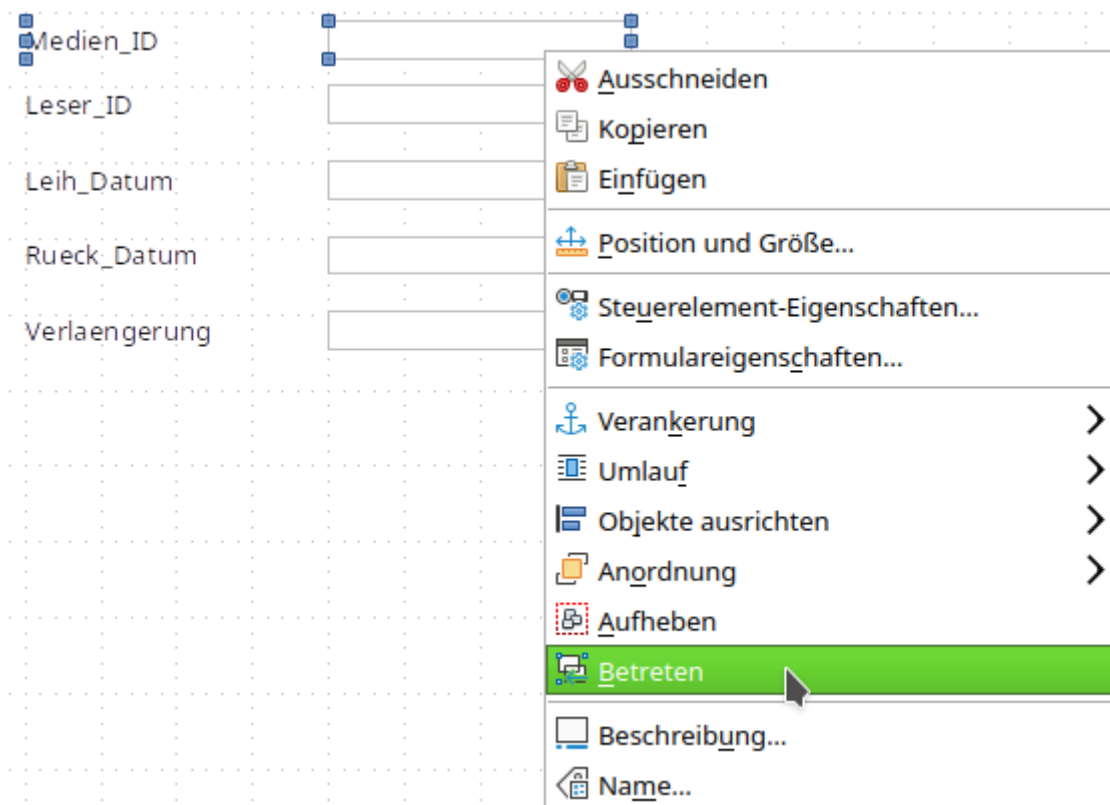 Medien_ID
Leser_ID
Leih_Datum
Rueck_Datum
Verlaengerung
Ausschneiden
Kopieren
Einfügen
Position und Größe...
Steuerelement-Eigenschaften...
Formulareigenschaften...
Verankerung
Umlauf
Objekte ausrichten
Anordnung
Aufheben
Betreten
Beschreibung...
Name...